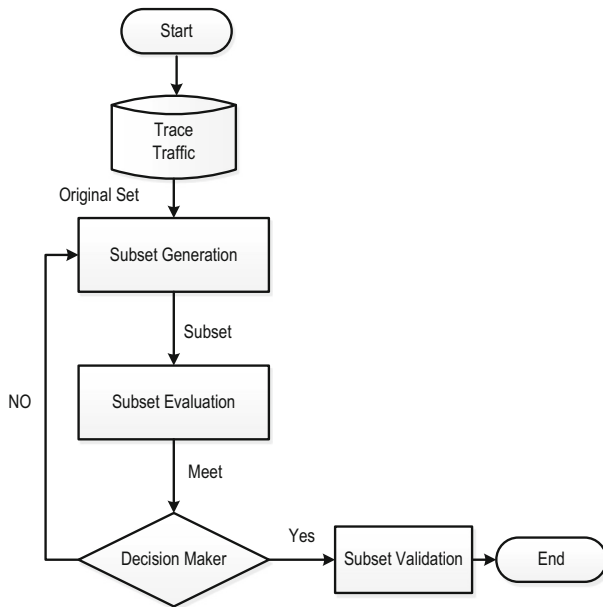 Start
Trace
Traffic
Original Set
Subset Generation
Subset
Subset Evaluation
NO
Meet
Decision Maker
Yes
Subset Validation
End